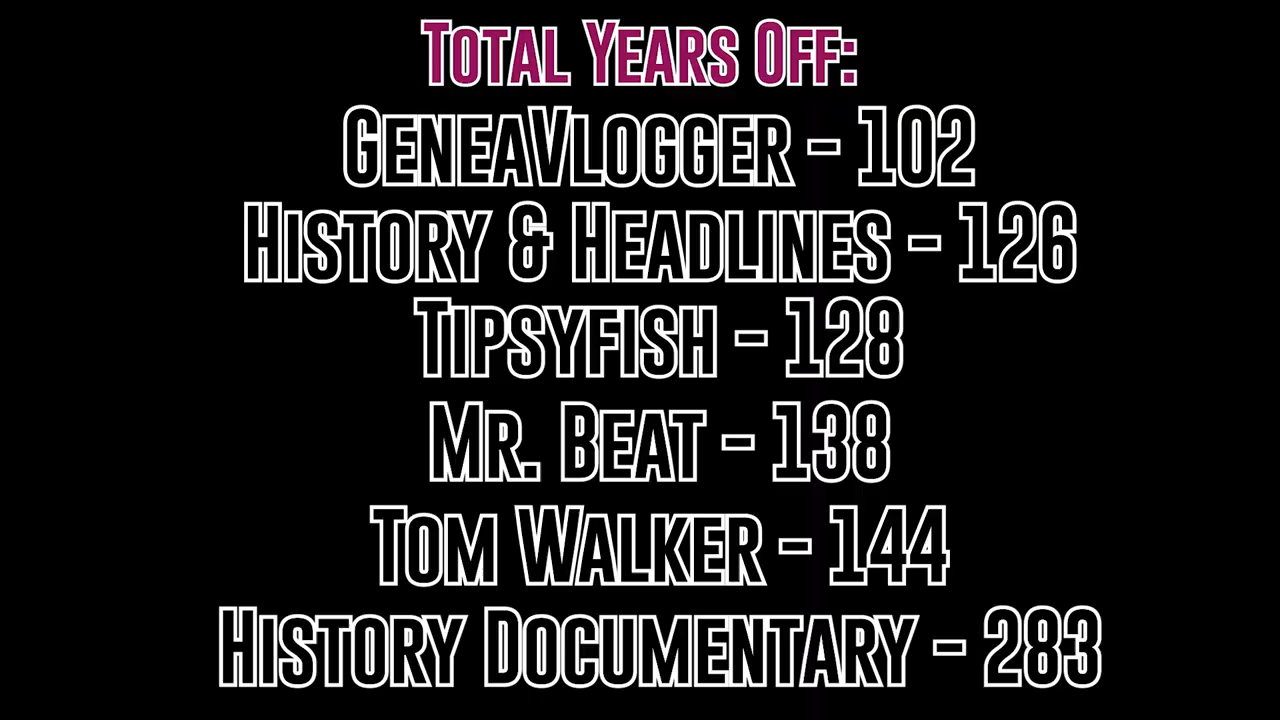 Total Years Off:
GeneaVlogger - 102
History & Headlines - 126
Tipsyfish - 128
Mr. Beat - 138
Tom Walker - 144
History Documentary - 283